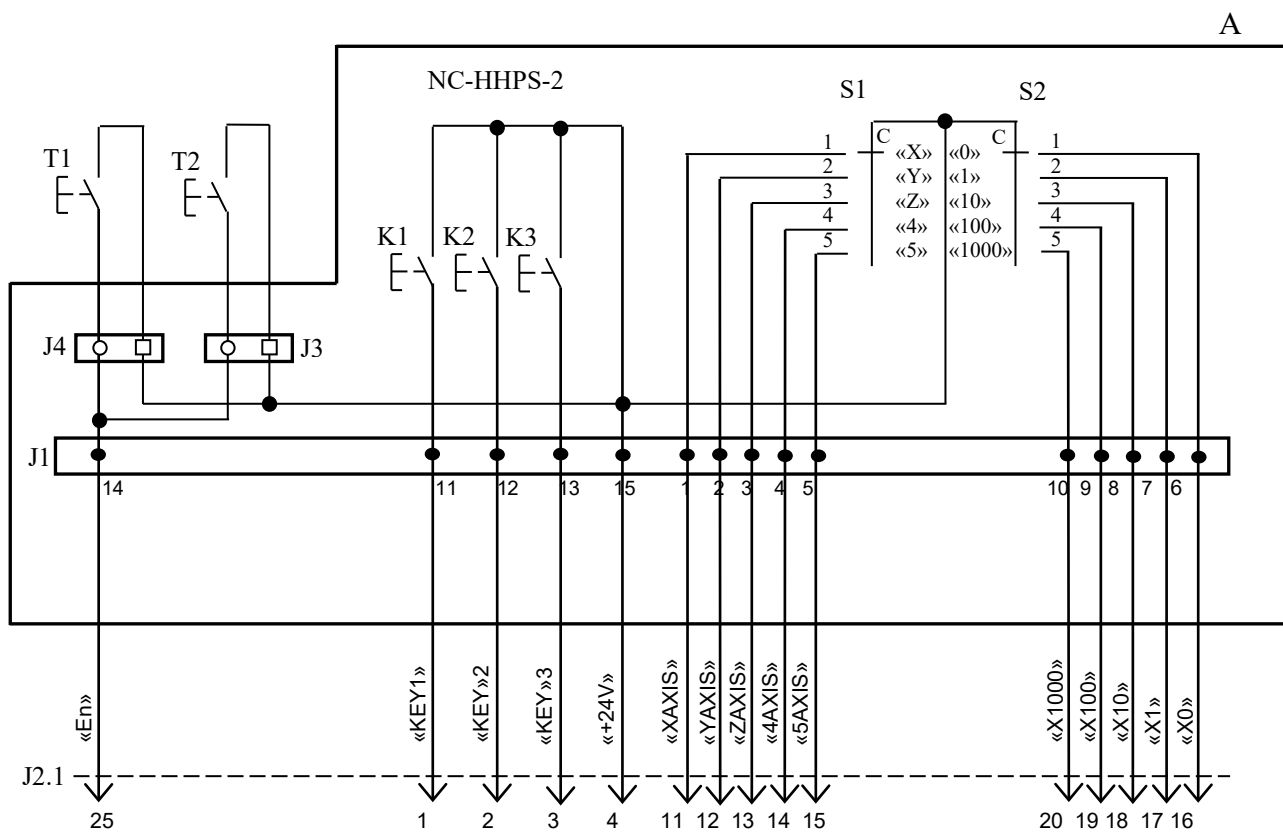 A
NC-HHPS-2
S1 S2
T1 T2
1 C «X» «0» C 1
2 «Y» «1» 2
3 «Z» «10» 3
4 «4» «100» 4
5 «5» «1000» 5
K1 K2 K3
J4 J3
J1
14 11 12 13 15 1 2 3 4 5 10 9 8 7 6
«En» «KEY1» «KEY»2 «KEY»3 «+24V» «XAXIS» «YAXIS» «ZAXIS» «4AXIS» «5AXIS» «X1000» «X100» «X10» «X1» «X0»
J2.1
25 1 2 3 4 11 12 13 14 15 20 19 18 17 16